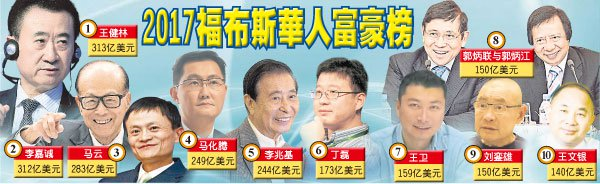 2017福布斯華人富豪榜
1
王健林
313亿美元
2
李嘉诚
312亿美元
3
马云
283亿美元
4
马化腾
249亿美元
5
李兆基
244亿美元
6
丁磊
173亿美元
7
王卫
159亿美元
8
郭炳联与郭炳江
150亿美元
9
刘銮雄
150亿美元
10
王文银
140亿美元